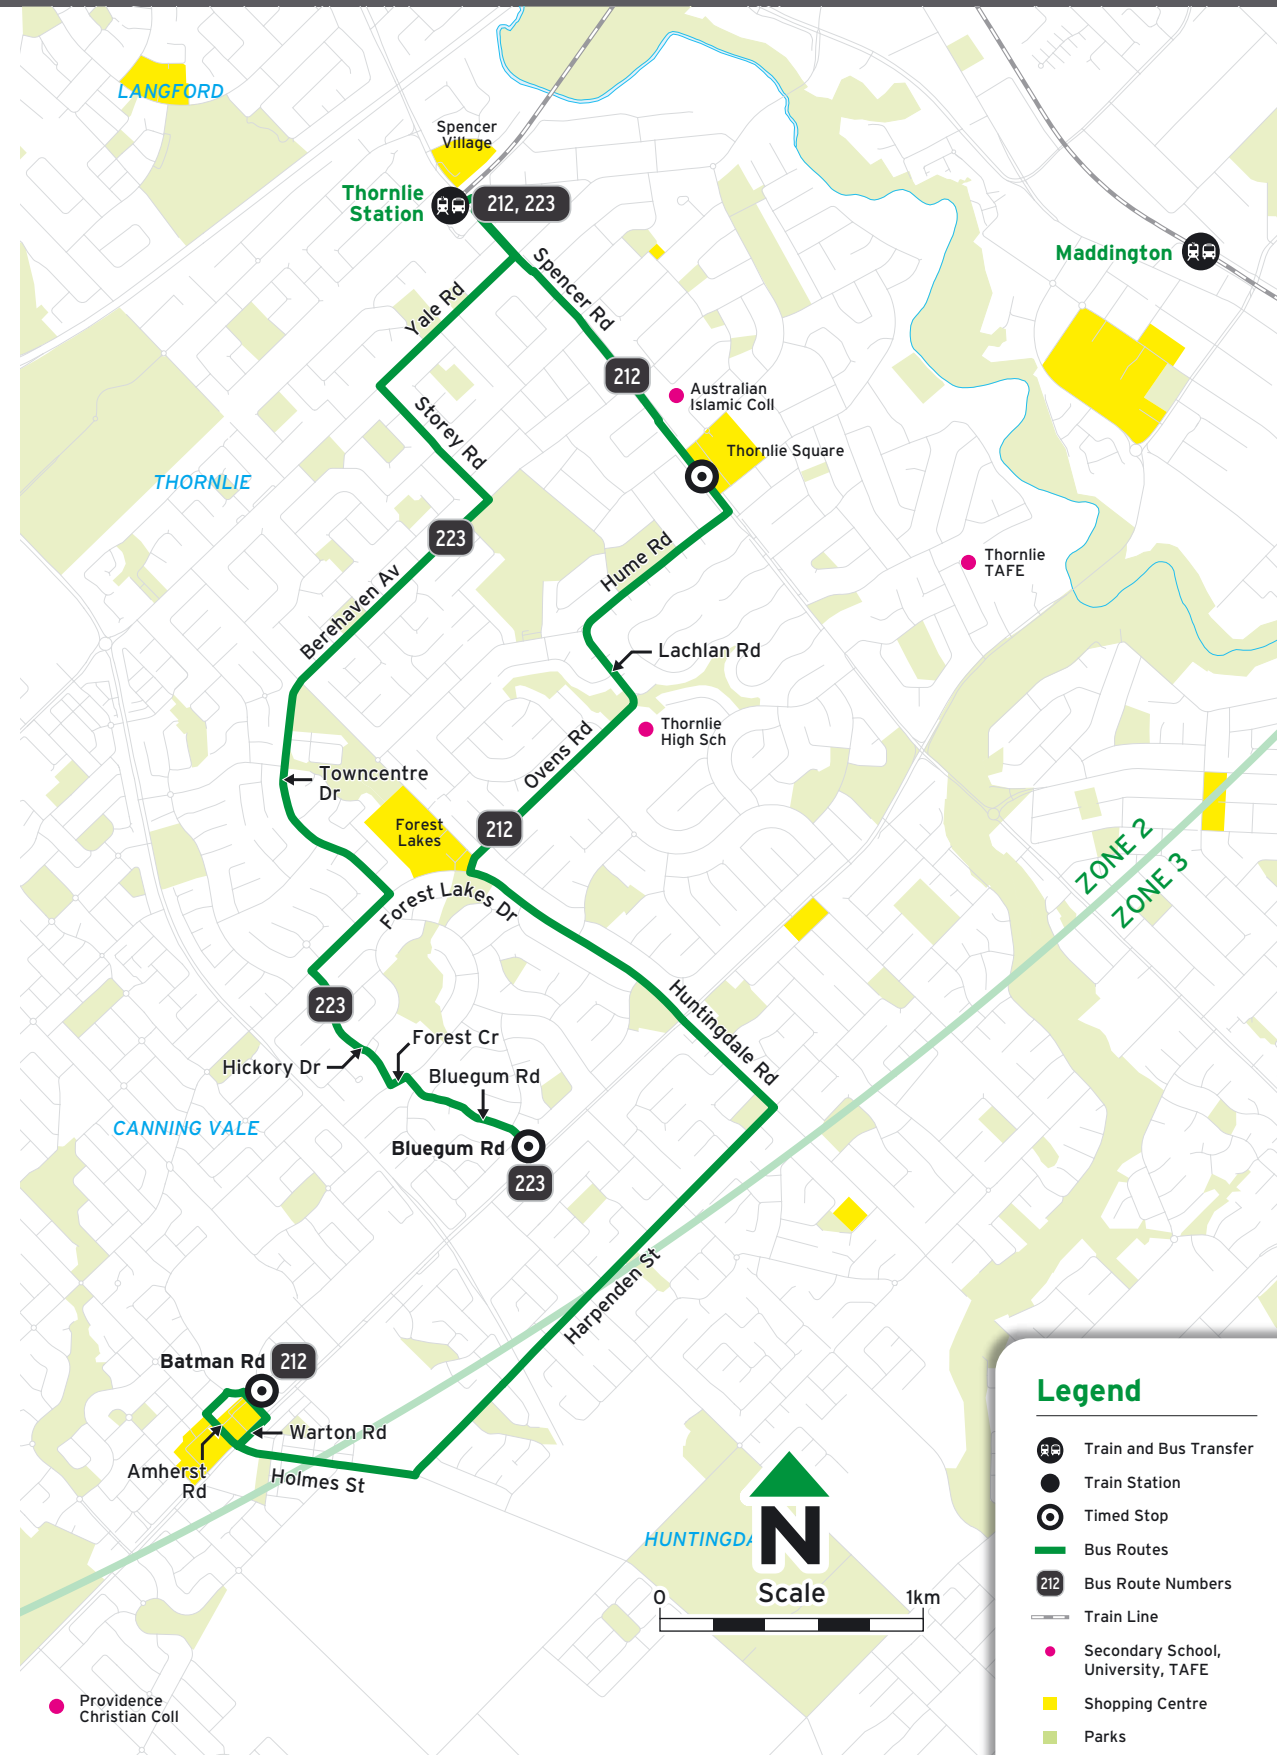 LANGFORD
Spencer
Village
Thornlie
Station
212, 223
Maddington
Spencer Rd
Yale Rd
212
Australian
Islamic Coll
Storey Rd
Thornlie Square
THORNLIE
223
Hume Rd
Thornlie
TAFE
Berehaven Av
Lachlan Rd
Thornlie
High Sch
Ovens Rd
Towncentre
Dr
Forest
Lakes
212
ZONE 2
ZONE 3
Forest Lakes Dr
223
Huntingdale Rd
Forest Cr
Hickory Dr
Bluegum Rd
CANNING VALE
Bluegum Rd
223
Harpenden St
Batman Rd
212
Warton Rd
Amherst
Rd
Holmes St
HUNTINGDA
N
Scale
0
1km
Providence
Christian Coll
Legend
Train and Bus Transfer
Train Station
Timed Stop
Bus Routes
212
Bus Route Numbers
Train Line
Secondary School,
University, TAFE
Shopping Centre
Parks